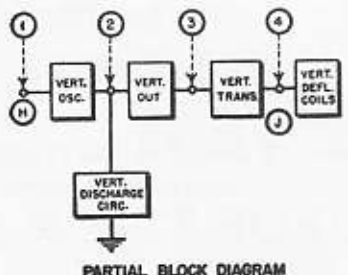 1 2 3 4
VERT. OSC.
VERT. OUT
VERT. TRANS.
VERT. DEFL. COILS
H
J
VERT. DISCHARGE CIRC.
PARTIAL BLOCK DIAGRAM